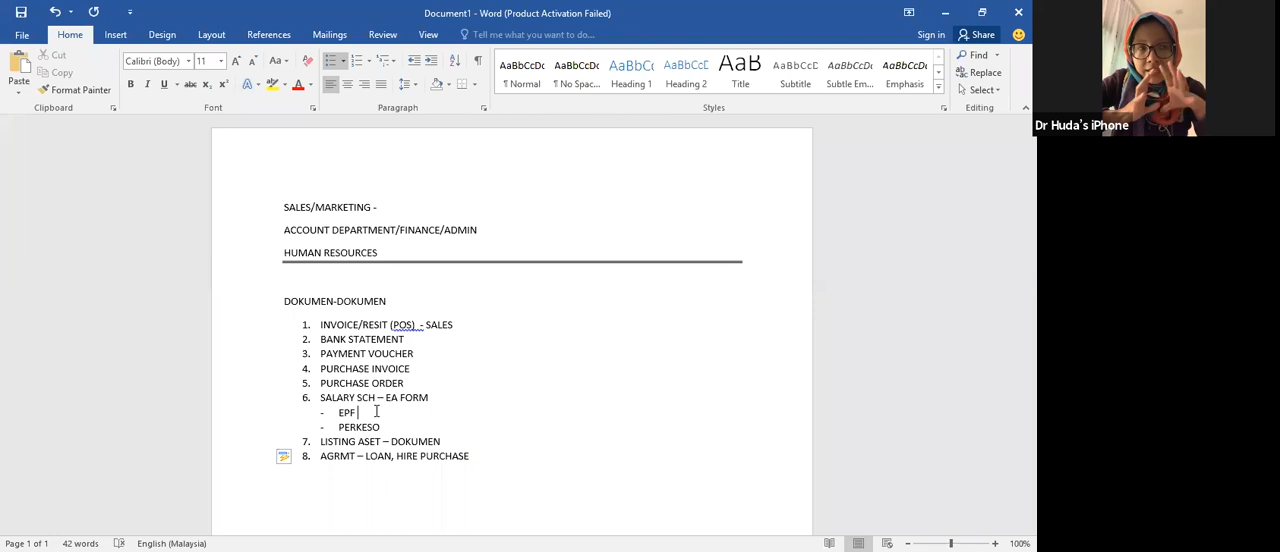 Document1 - Word (Product Activation Failed)
File Home Insert Design Layout References Mailings Review View Tell me what you want to do... Sign in Share
Paste
Cut
Copy
Format Painter
Clipboard
Calibri (Body) 11
Font
Paragraph
AaBbCcDc AaBbCcDc AaBbC( AaBbCcC AaB AaBbCcD AaBbCcDt AaBbCcDt
¶ Normal ¶ No Spac... Heading 1 Heading 2 Title Subtitle Subtle Em... Emphasis
Styles
Find
Replace
Select
Editing
Dr Huda's iPhone
SALES/MARKETING -
ACCOUNT DEPARTMENT/FINANCE/ADMIN
HUMAN RESOURCES
DOKUMEN-DOKUMEN
1. INVOICE/RESIT (POS) - SALES
2. BANK STATEMENT
3. PAYMENT VOUCHER
4. PURCHASE INVOICE
5. PURCHASE ORDER
6. SALARY SCH – EA FORM
- EPF
- PERKESO
7. LISTING ASET – DOKUMEN
8. AGRMT – LOAN, HIRE PURCHASE
Page 1 of 1 42 words English (Malaysia) 100%